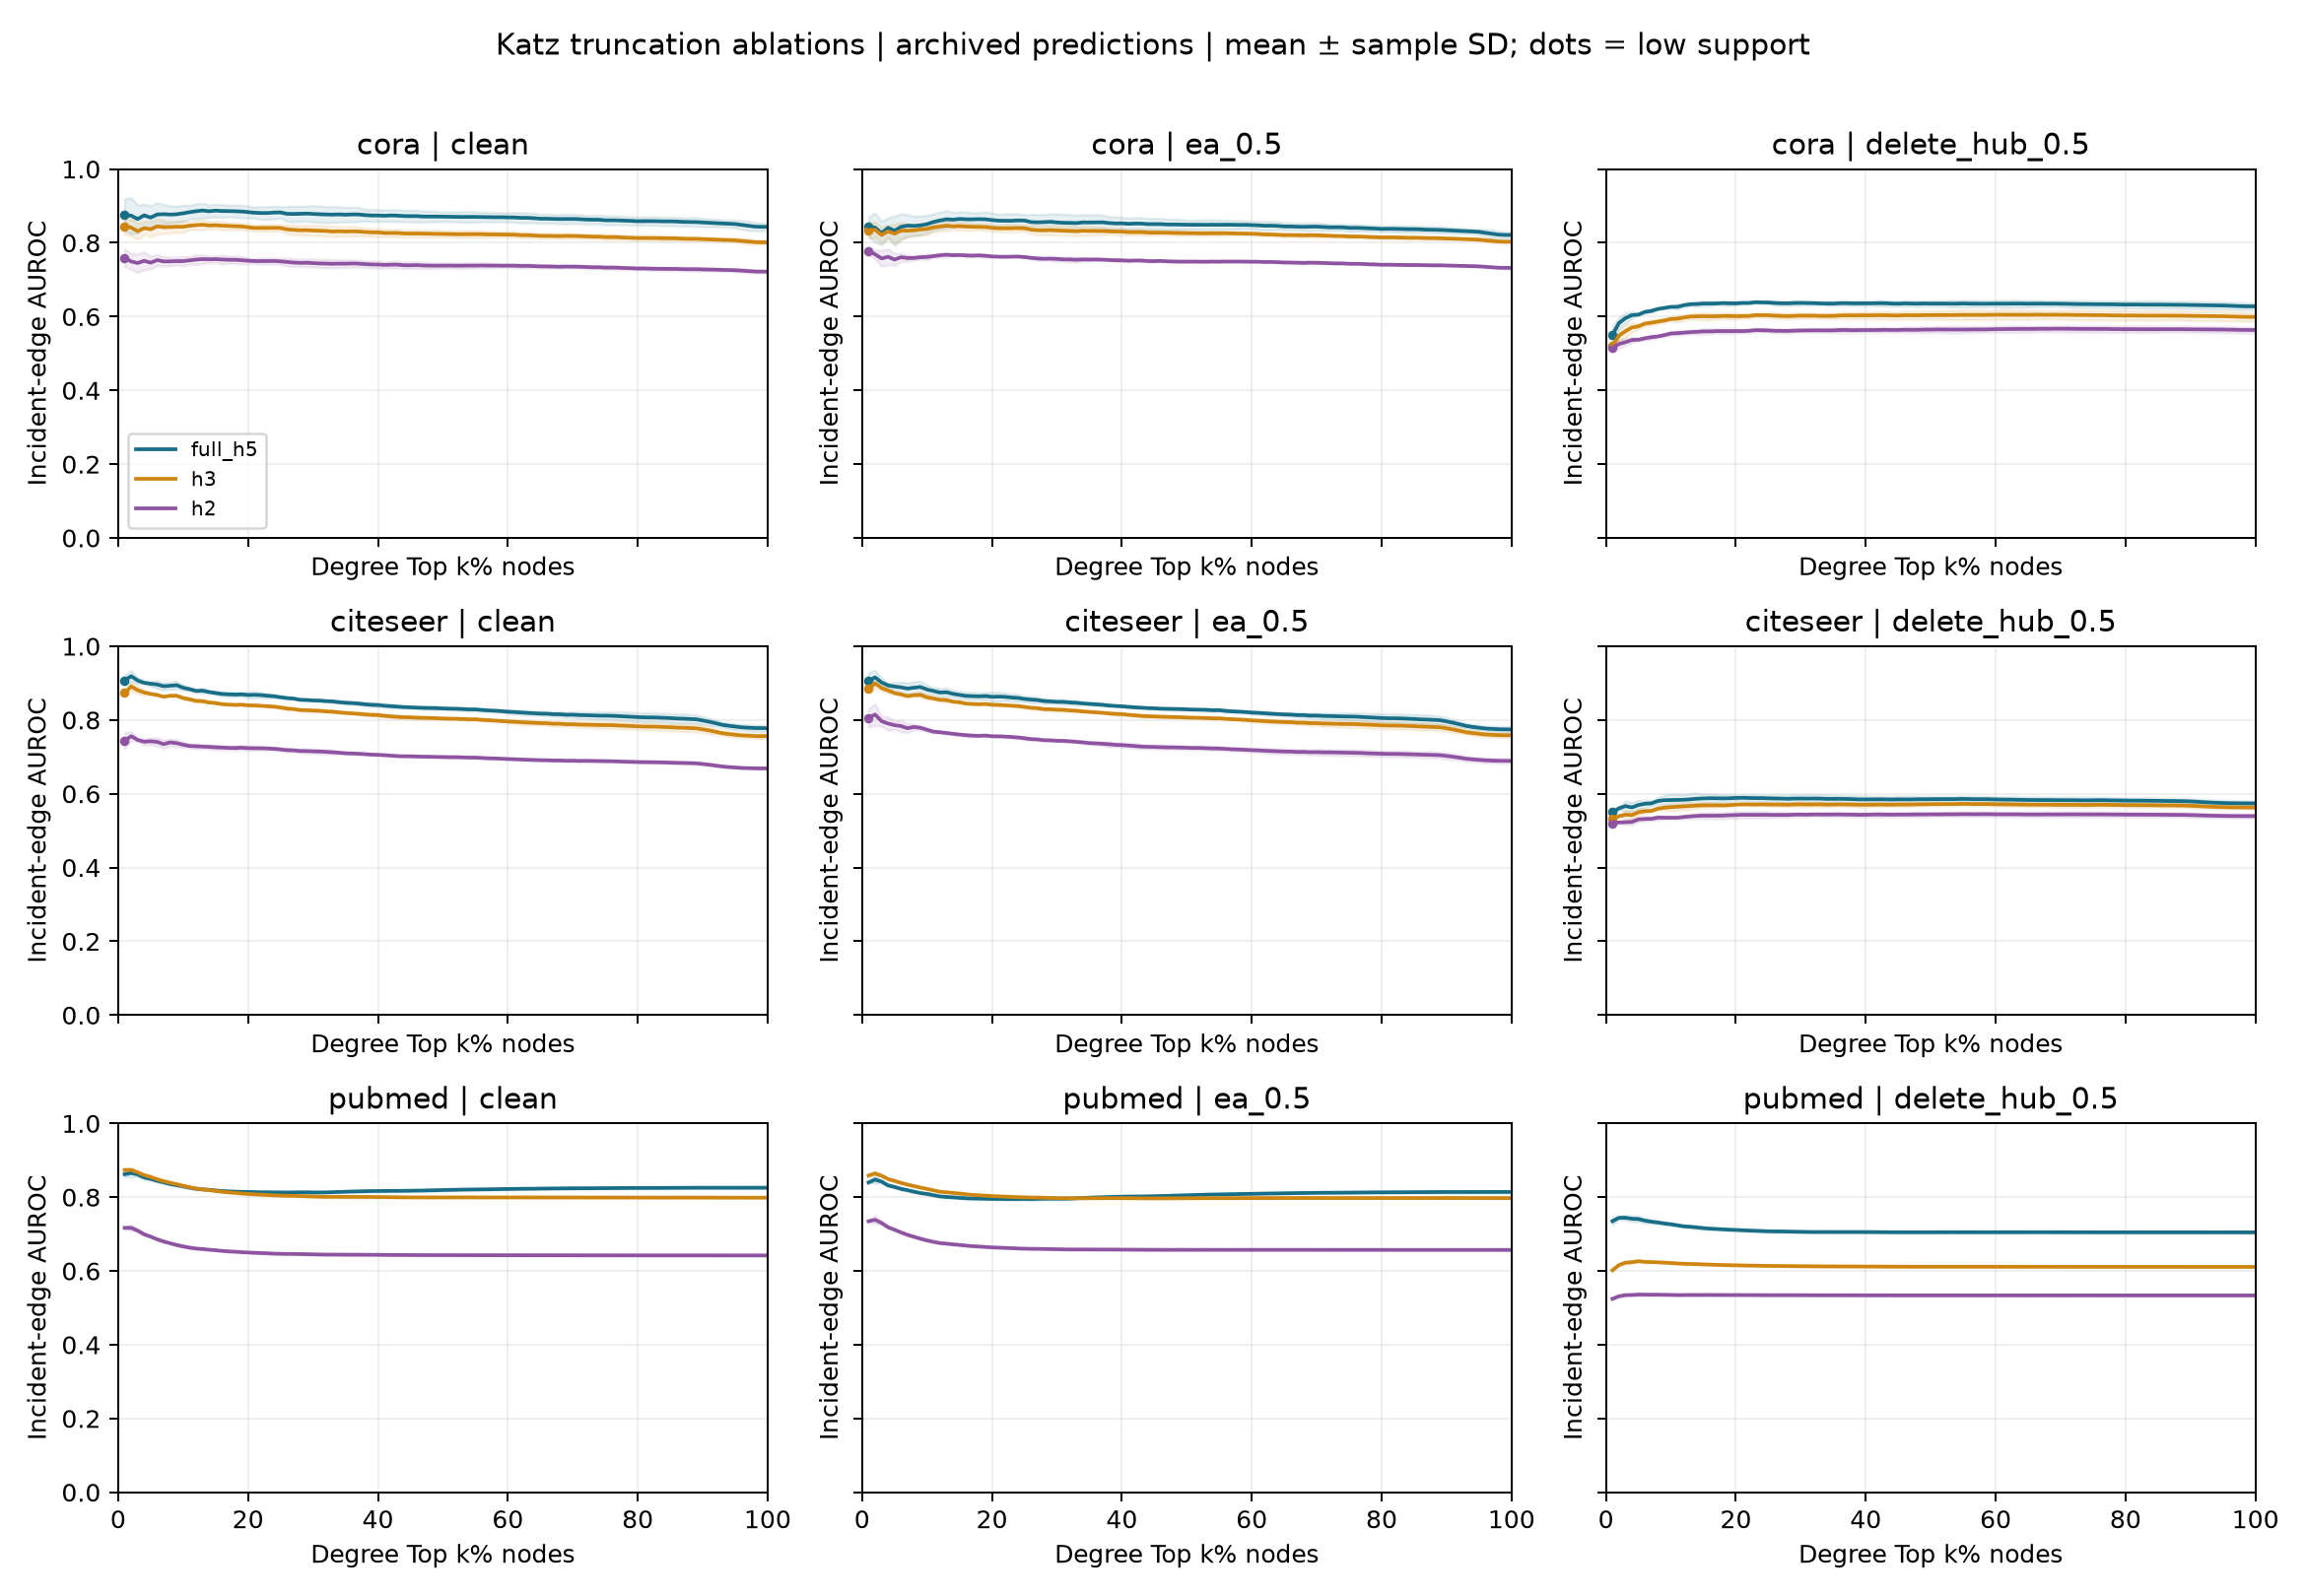 Katz truncation ablations | archived predictions | mean ± sample SD; dots = low support
cora | clean
cora | ea_0.5
cora | delete_hub_0.5
Incident-edge AUROC
1.0
0.8
0.6
0.4
0.2
0.0
full_h5
h3
h2
Degree Top k% nodes
Incident-edge AUROC
Degree Top k% nodes
Incident-edge AUROC
Degree Top k% nodes
citeseer | clean
citeseer | ea_0.5
citeseer | delete_hub_0.5
Incident-edge AUROC
1.0
0.8
0.6
0.4
0.2
0.0
Degree Top k% nodes
Incident-edge AUROC
Degree Top k% nodes
Incident-edge AUROC
Degree Top k% nodes
pubmed | clean
pubmed | ea_0.5
pubmed | delete_hub_0.5
Incident-edge AUROC
1.0
0.8
0.6
0.4
0.2
0.0
0 20 40 60 80 100
Degree Top k% nodes
Incident-edge AUROC
0 20 40 60 80 100
Degree Top k% nodes
Incident-edge AUROC
0 20 40 60 80 100
Degree Top k% nodes